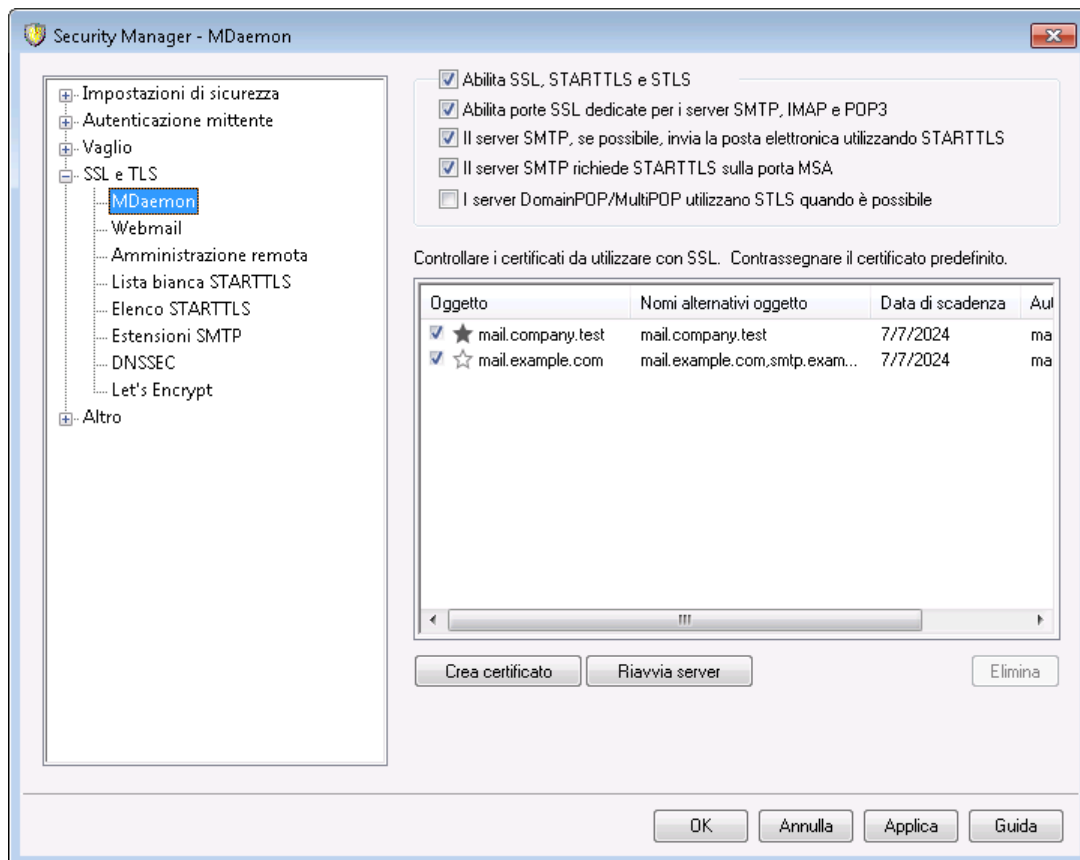 Security Manager - MDaemon
Impostazioni di sicurezza
Autenticazione mittente
Vaglio
SSL e TLS
MDaemon
Webmail
Amministrazione remota
Lista bianca STARTTLS
Elenco STARTTLS
Estensioni SMTP
DNSSEC
Let's Encrypt
Altro
Abilita SSL, STARTTLS e STLS
Abilita porte SSL dedicate per i server SMTP, IMAP e POP3
Il server SMTP, se possibile, invia la posta elettronica utilizzando STARTTLS
Il server SMTP richiede STARTTLS sulla porta MSA
I server DomainPOP/MultiPOP utilizzano STLS quando è possibile
Controllare i certificati da utilizzare con SSL. Contrassegnare il certificato predefinito.
Oggetto Nomi alternativi oggetto Data di scadenza Aut
mail.company.test mail.company.test 7/7/2024 ma
mail.example.com mail.example.com,smtp.exam... 7/7/2024 ma
Crea certificato Riavvia server Elimina
OK Annulla Applica Guida